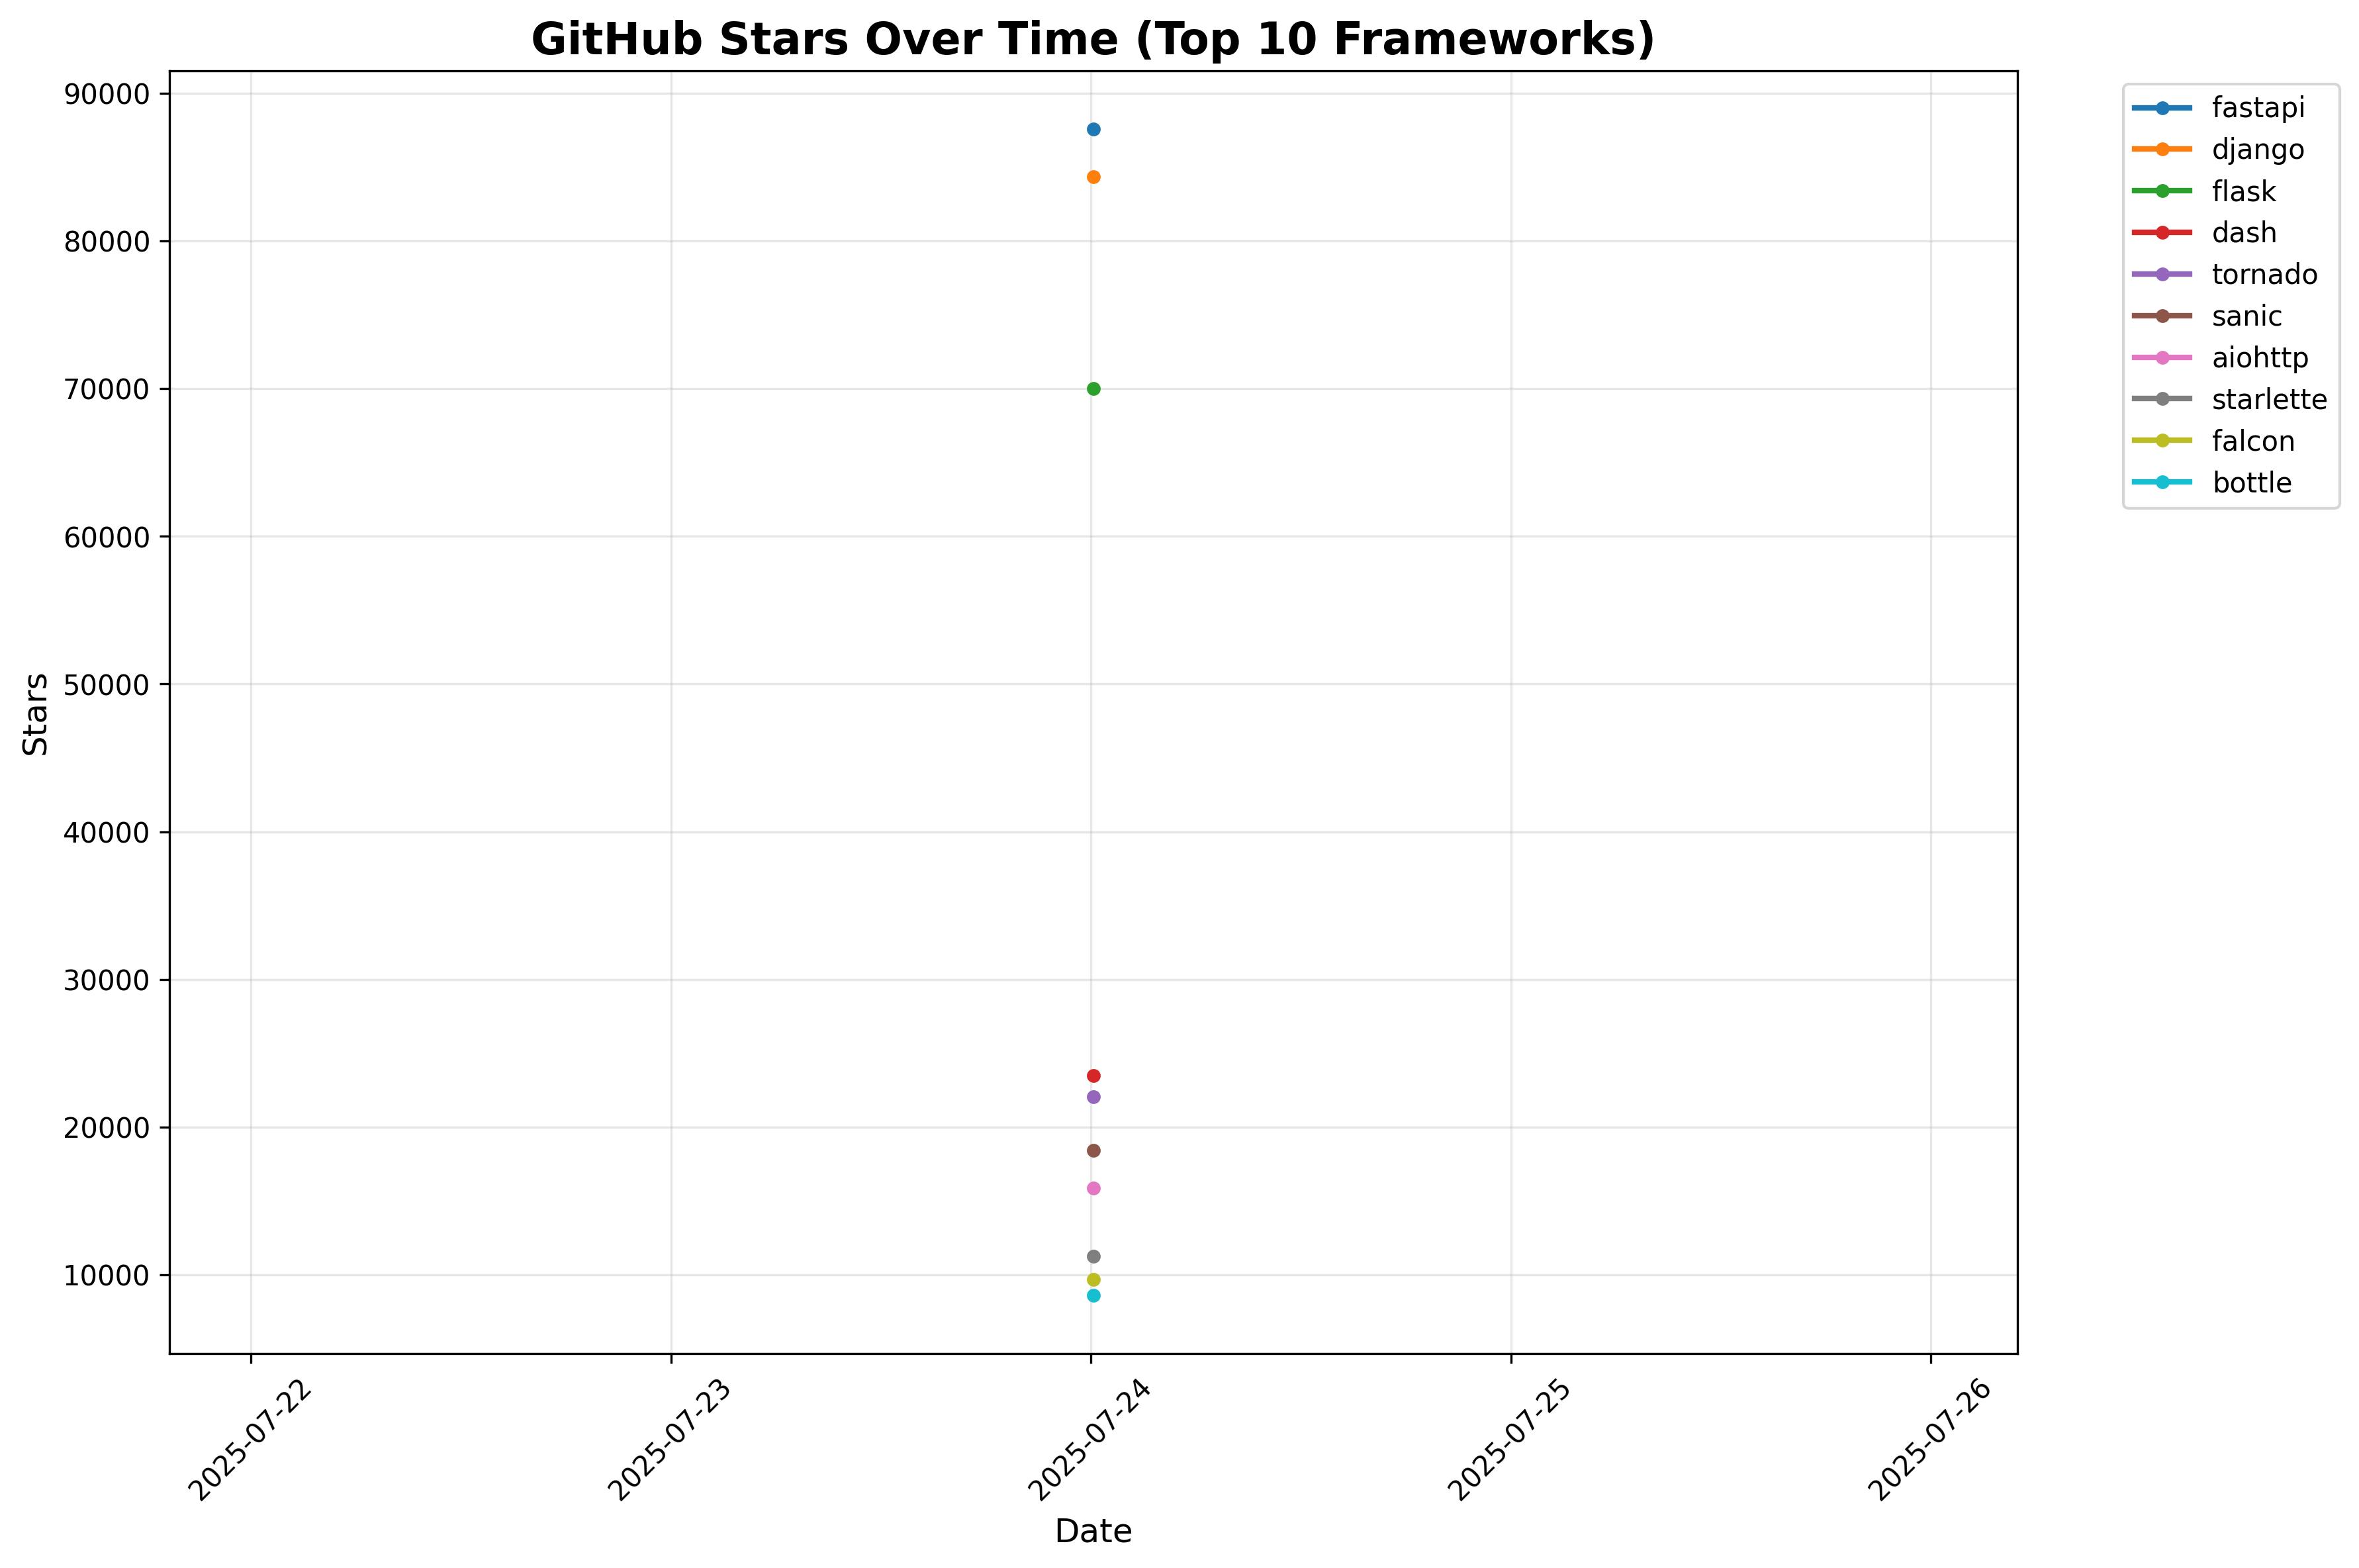 GitHub Stars Over Time (Top 10 Frameworks)
90000
80000
70000
60000
50000
40000
30000
20000
10000
Stars
2025-07-22
2025-07-23
2025-07-24
2025-07-25
2025-07-26
Date
fastapi
django
flask
dash
tornado
sanic
aiohttp
starlette
falcon
bottle